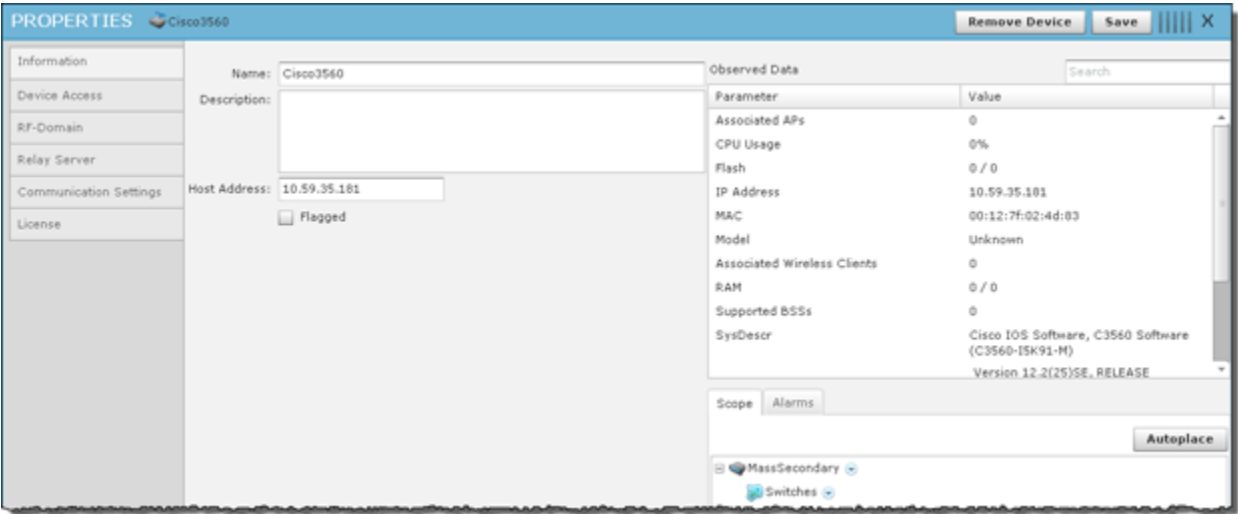 PROPERTIES Cisco3560
Remove Device
Save
X
Information
Device Access
RF-Domain
Relay Server
Communication Settings
License
Name: Cisco3560
Description:
Host Address: 10.59.35.181
Flagged
Observed Data
Search
Parameter Value
Associated APs 0
CPU Usage 0%
Flash 0 / 0
IP Address 10.59.35.181
MAC 00:12:7f:02:4d:83
Model Unknown
Associated Wireless Clients 0
RAM 0 / 0
Supported BSSs 0
SysDescr Cisco IOS Software, C3560 Software
(C3560-I5K91-M)
Version 12.2(25)SE, RELEASE
Scope Alarms
Autoplace
MassSecondary
Switches